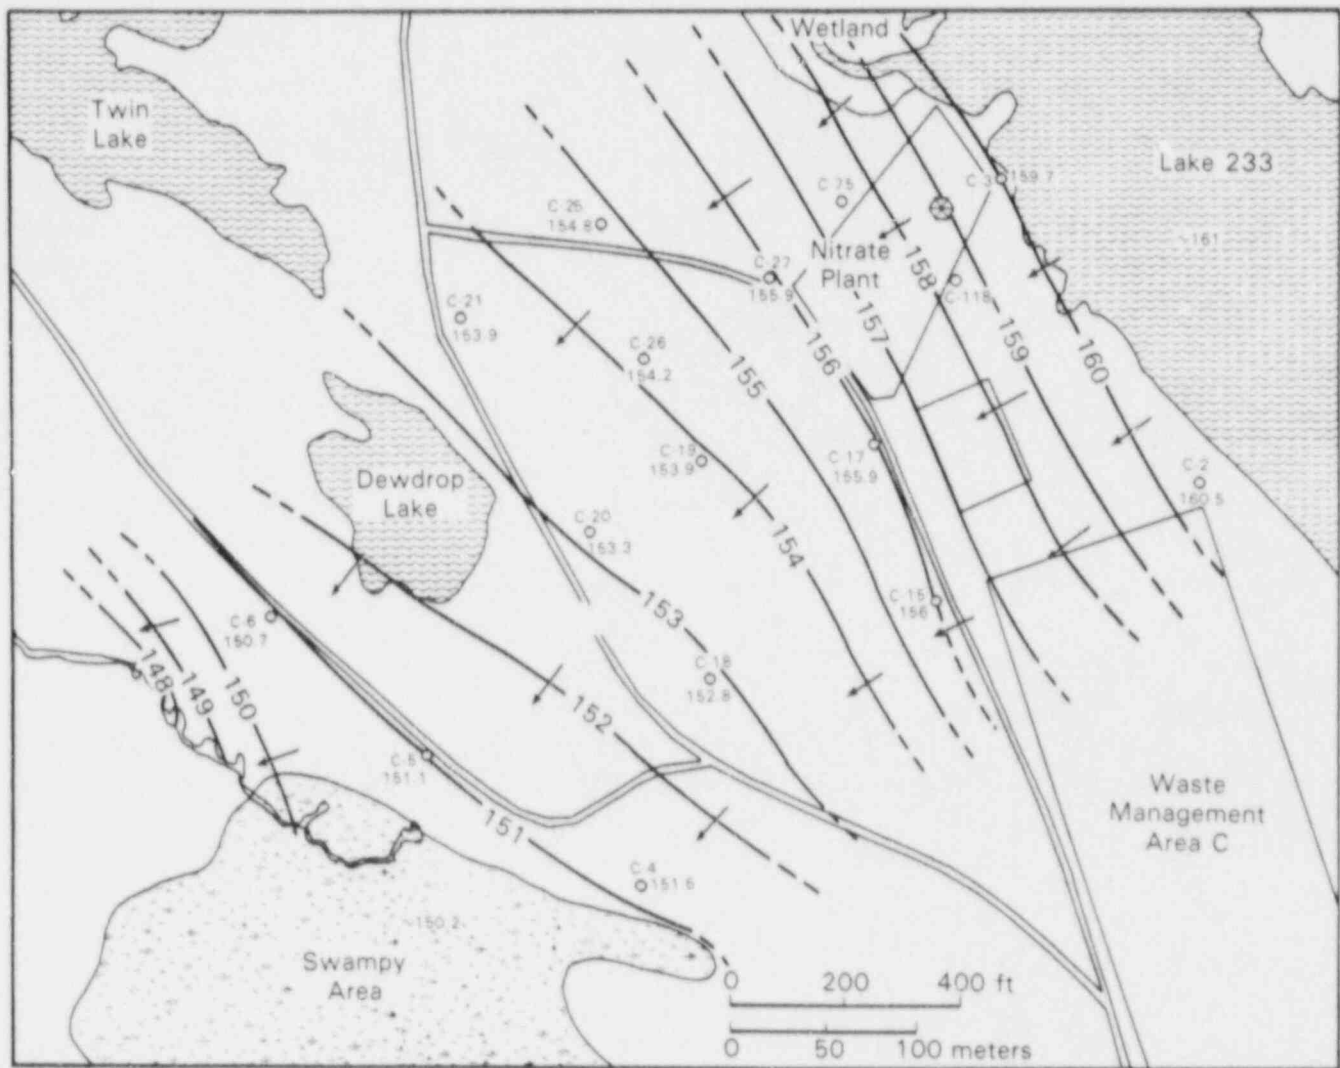 Wetland
Twin
Lake
Lake 233
C-3
159.7
C-75
C-25
154.8
~161
158
Nitrate
Plant
C-27
155.9
C-118
C-21
153.9
157
159
C-26
154.2
156
160
155
C-19
153.9
C-17
155.9
C-2
160.5
Dewdrop
Lake
C-20
153.3
154
C-15
156
153
C-6
150.7
C-18
152.8
148
149
150
152
C-5
151.1
151
Waste
Management
Area C
C-4
151.6
~150.2
Swampy
Area
0 200 400 ft
0 50 100 meters